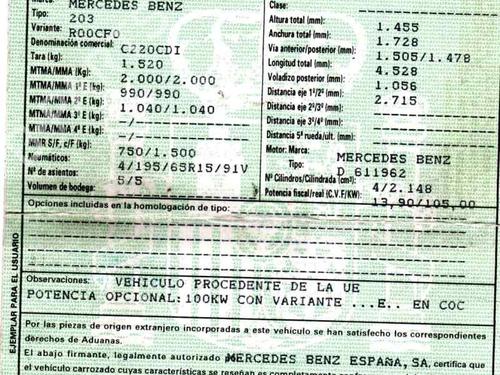 Marca: MERCEDES BENZ
Tipo: 203
Variante: R00CF0
Denominación comercial: C220CDI
Tara (kg): 1.520
MTMA/MMA (Kg): 2.000/2.000
MTMA/MMA 1º E (kg) 990/990
MTMA/MMA 2º E (kg) 1.040/1.040
MTMA/MMA 3º E (kg) -/-
MTMA/MMA 4º E (kg) -/-
MMR S/F, c/F (kg): 750/1.500
Neumáticos: 4/195/65R15/91V
Nº de asientos: 5/5
Volumen de bodega: -
Clase: -
Altura total (mm): 1.455
Anchura total (mm): 1.728
Vía anterior/posterior (mm): 1.505/1.478
Longitud total (mm): 4.528
Voladizo posterior (mm): 1.056
Distancia eje 1º/2º (mm): 2.715
Distancia eje 2º/3º (mm):
Distancia eje 3º/4º (mm):
Distancia 5ª rueda/ult. (mm):
Motor: Marca: MERCEDES BENZ
Tipo: D 611962
Nº Cilindros/Cilindrada (cm³): 4/2.148
Potencia fiscal/real (C.V.F/KW): 13,90/105,00
Opciones incluidas en la homologación de tipo:
EJEMPLAR PARA EL USUARIO
Observaciones: VEHICULO PROCEDENTE DE LA UE
POTENCIA OPCIONAL:100KW CON VARIANTE ...E.. EN COC
Por las piezas de origen extranjero incorporadas a este vehículo se han satisfecho los correspondientes
derechos de Aduanas.
El abajo firmante, legalmente autorizado MERCEDES BENZ ESPAÑA, SA, certifica que
el vehículo carrozado cuyas características se reseñan es completamente